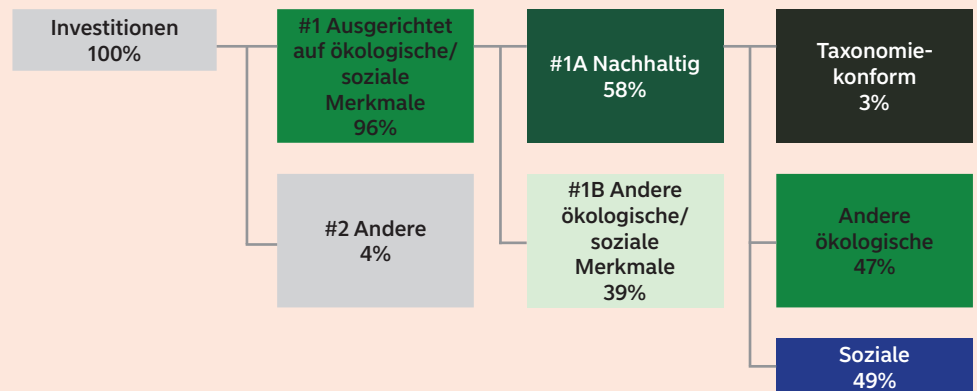 Investitionen
100%
#1 Ausgerichtet
auf ökologische/
soziale
Merkmale
96%
#1A Nachhaltig
58%
Taxonomie-
konform
3%
#2 Andere
4%
#1B Andere
ökologische/
soziale
Merkmale
39%
Andere
ökologische
47%
Soziale
49%